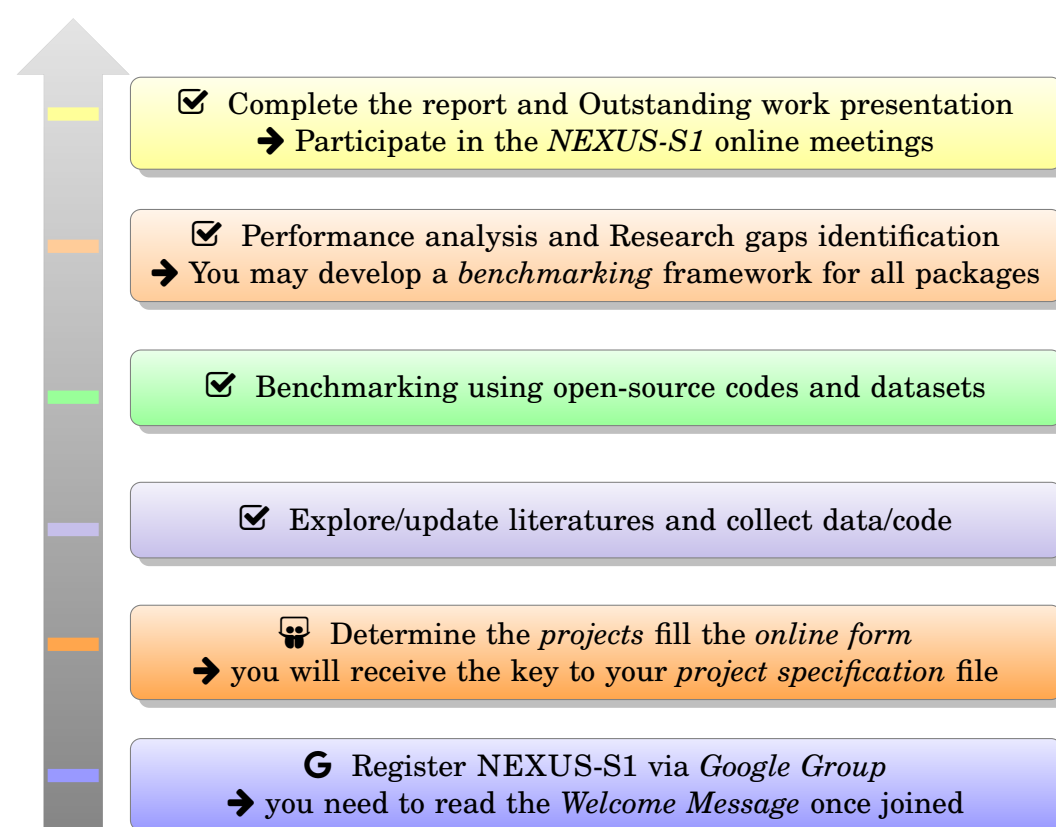 Complete the report and Outstanding work presentation
➔ Participate in the NEXUS-S1 online meetings
Performance analysis and Research gaps identification
➔ You may develop a benchmarking framework for all packages
Benchmarking using open-source codes and datasets
Explore/update literatures and collect data/code
Determine the projects fill the online form
➔ you will receive the key to your project specification file
G Register NEXUS-S1 via Google Group
➔ you need to read the Welcome Message once joined